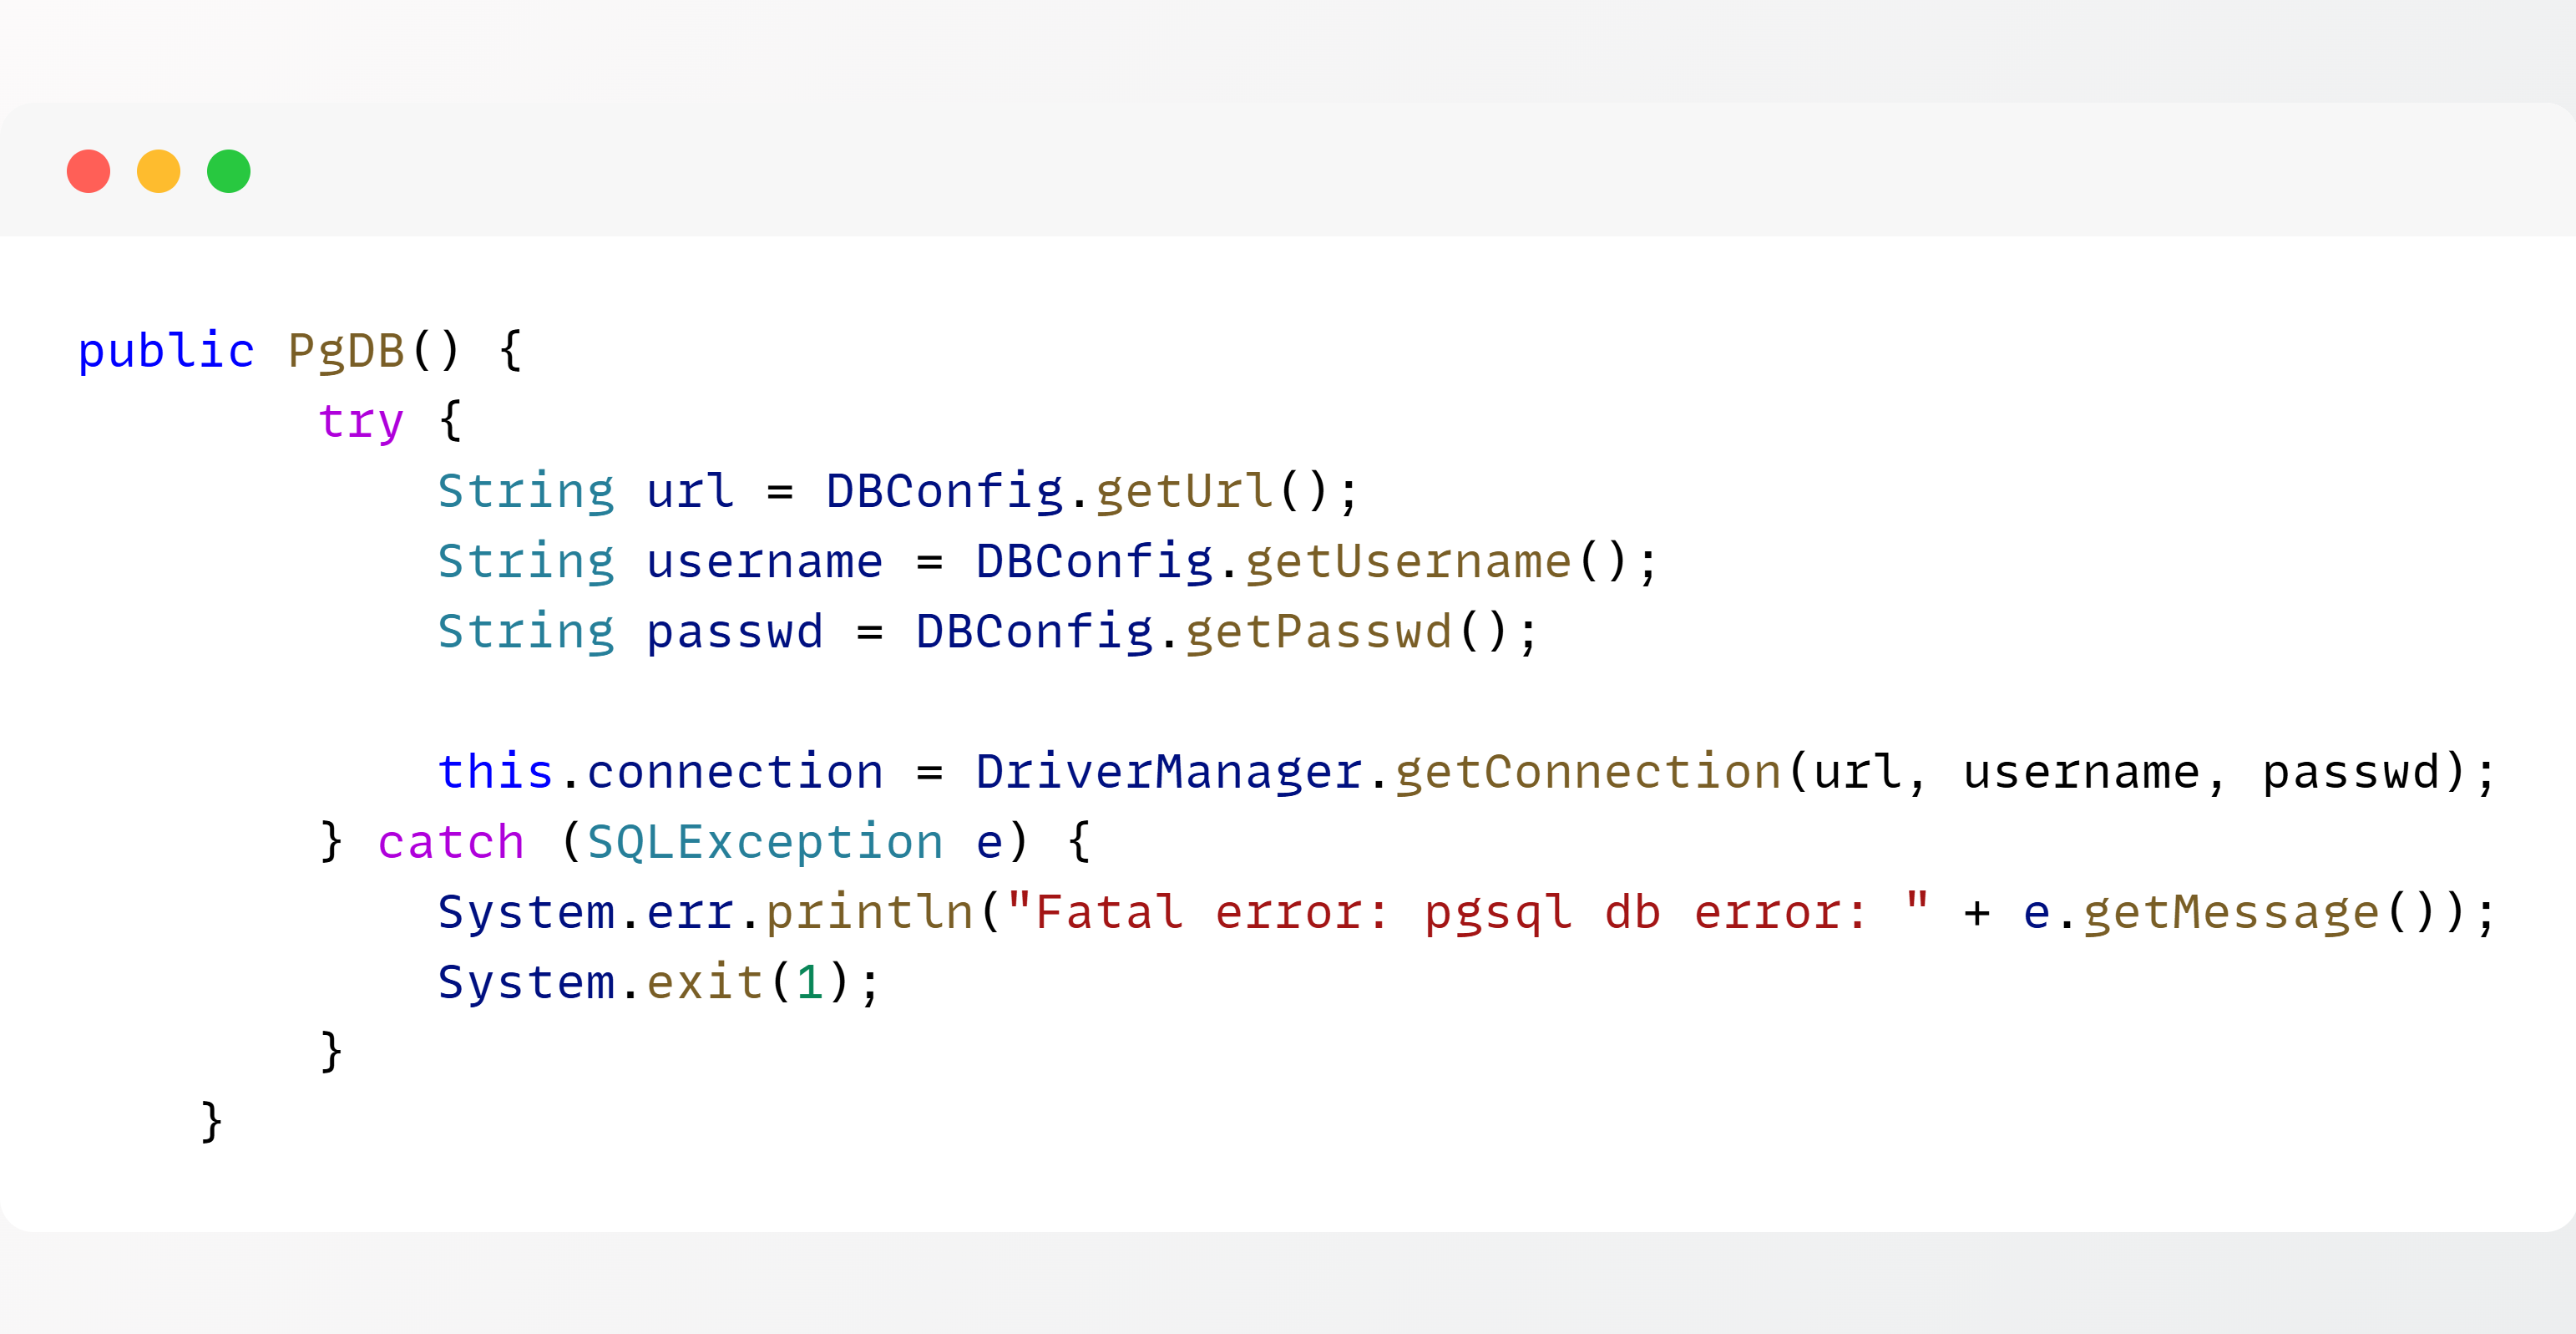 public PgDB() {
        try {
            String url = DBConfig.getUrl();
            String username = DBConfig.getUsername();
            String passwd = DBConfig.getPasswd();

            this.connection = DriverManager.getConnection(url, username, passwd);
        } catch (SQLException e) {
            System.err.println("Fatal error: pgsql db error: " + e.getMessage());
            System.exit(1);
        }
    }